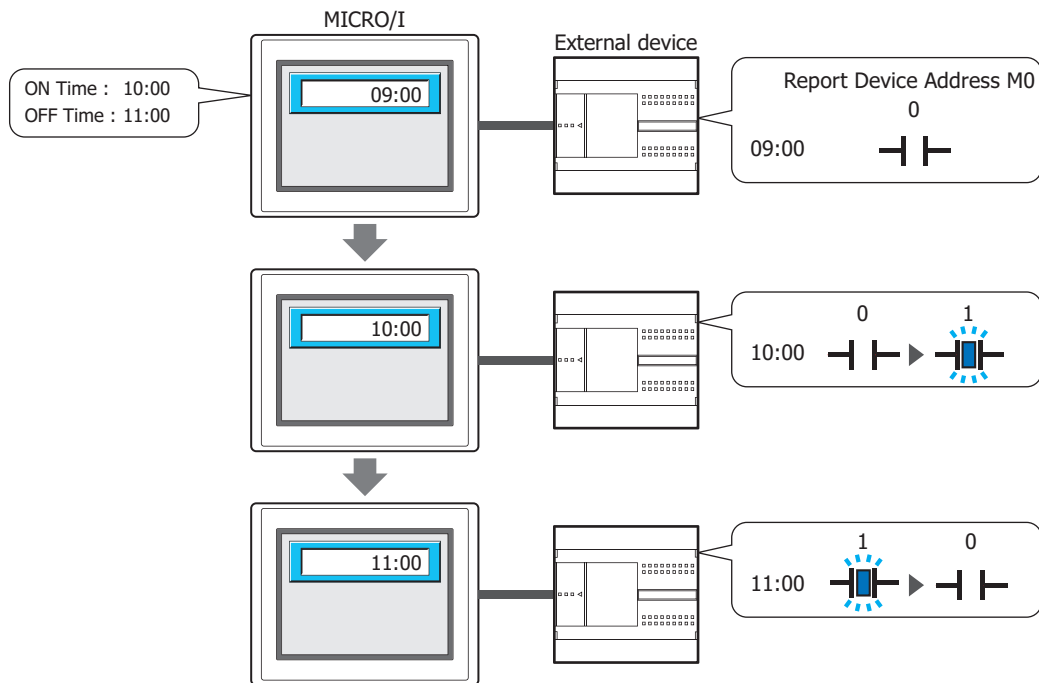 MICRO/I
External device
ON Time : 10:00
OFF Time : 11:00
09:00
Report Device Address M0
0
09:00
10:00
0 1
10:00
11:00
1 0
11:00